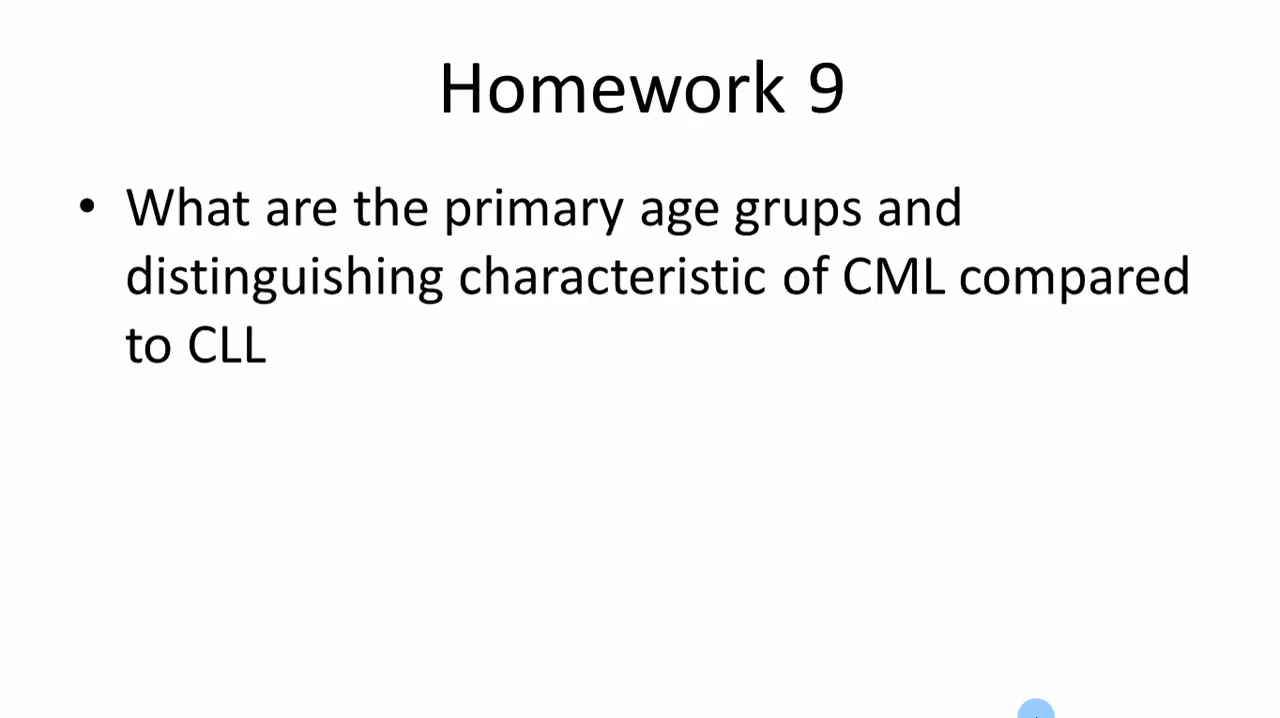 Homework 9
• What are the primary age grups and
distinguishing characteristic of CML compared
to CLL